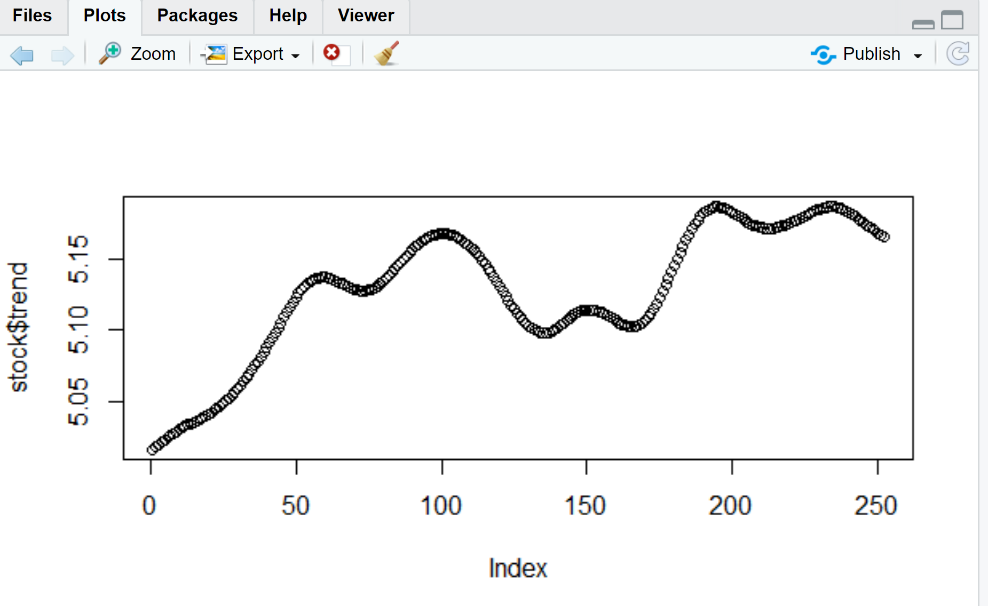 Files Plots Packages Help Viewer
Zoom Export Publish
stock$trend
5.15
5.10
5.05
0 50 100 150 200 250
Index